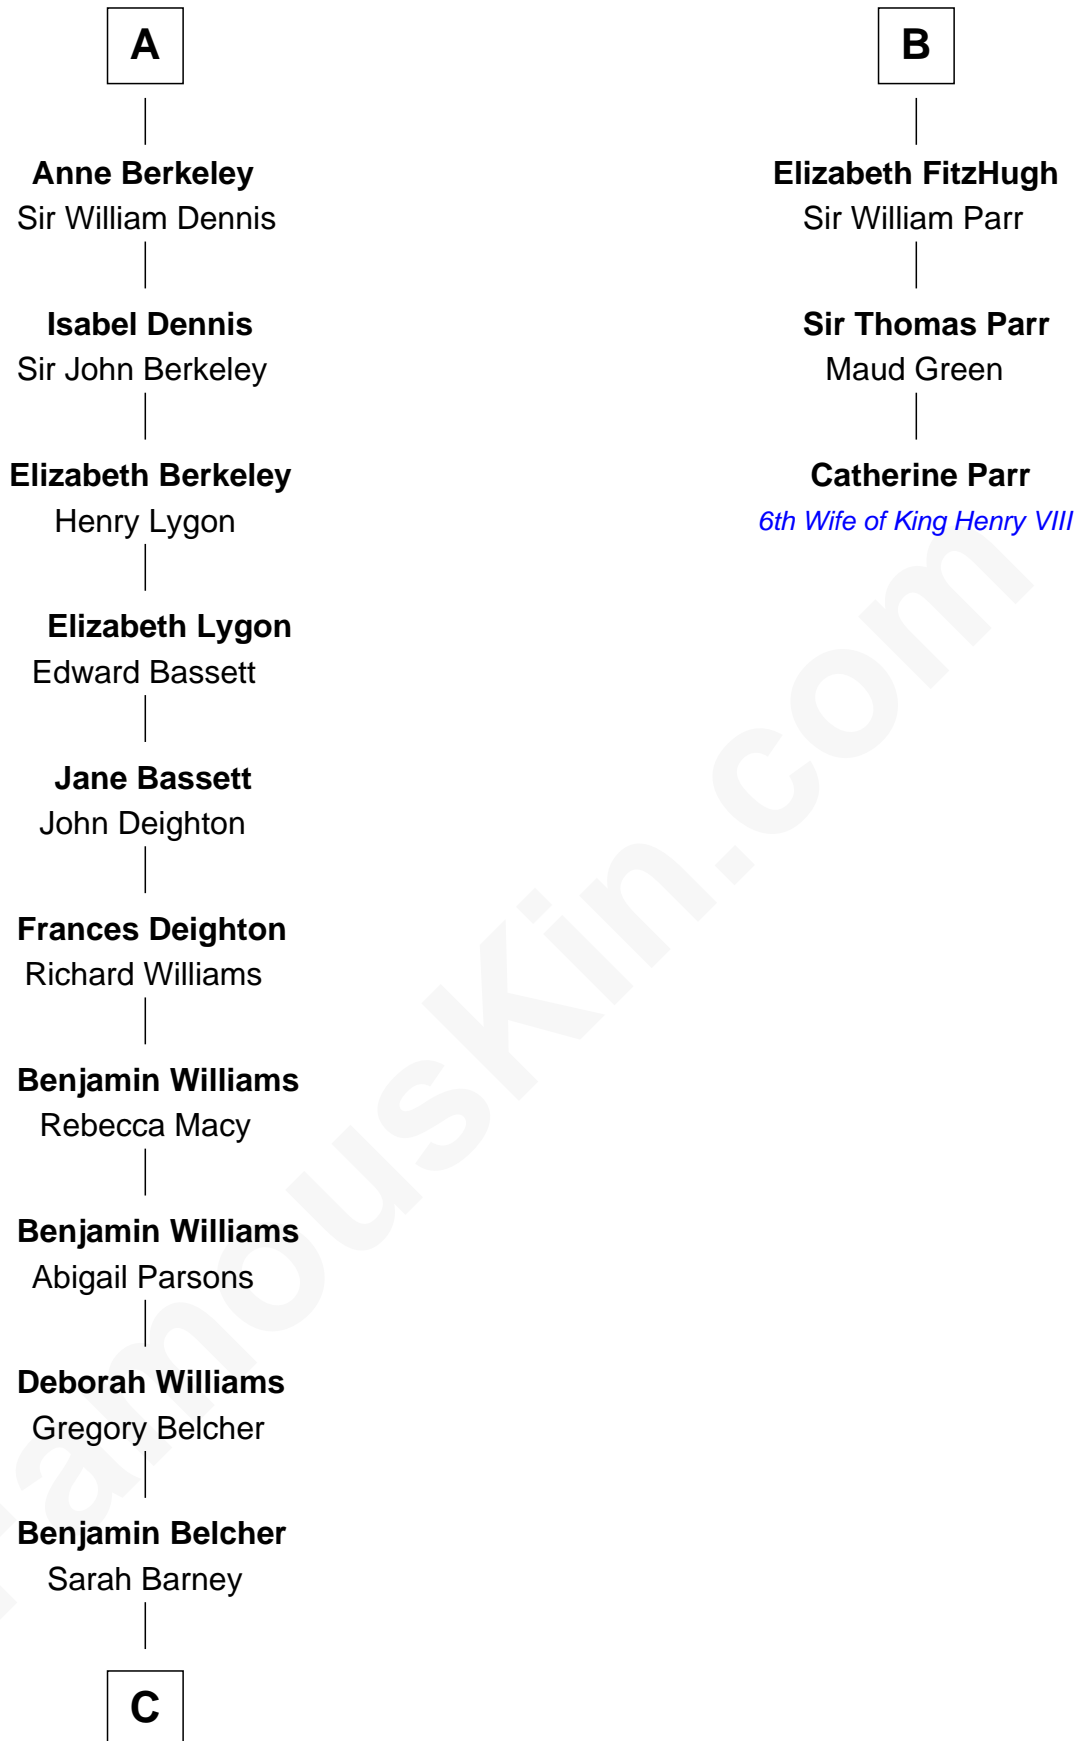 A
Anne Berkeley
Sir William Dennis
Isabel Dennis
Sir John Berkeley
Elizabeth Berkeley
Henry Lygon
Elizabeth Lygon
Edward Bassett
Jane Bassett
John Deighton
Frances Deighton
Richard Williams
Benjamin Williams
Rebecca Macy
Benjamin Williams
Abigail Parsons
Deborah Williams
Gregory Belcher
Benjamin Belcher
Sarah Barney
C
B
Elizabeth FitzHugh
Sir William Parr
Sir Thomas Parr
Maud Green
Catherine Parr
6th Wife of King Henry VIII
FamousKin.com